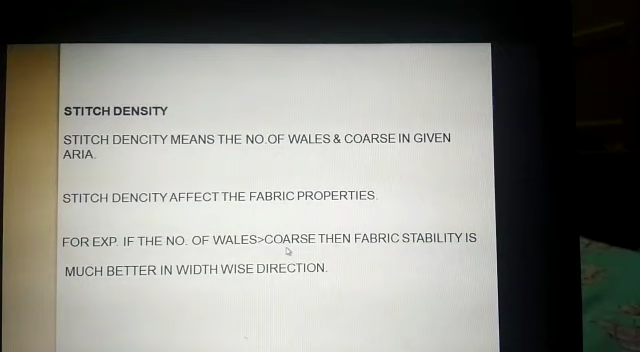 STITCH DENSITY
STITCH DENCITY MEANS THE NO.OF WALES & COARSE IN GIVEN
ARIA.
STITCH DENCITY AFFECT THE FABRIC PROPERTIES.
FOR EXP. IF THE NO. OF WALES>COARSE THEN FABRIC STABILITY IS
MUCH BETTER IN WIDTH WISE DIRECTION.